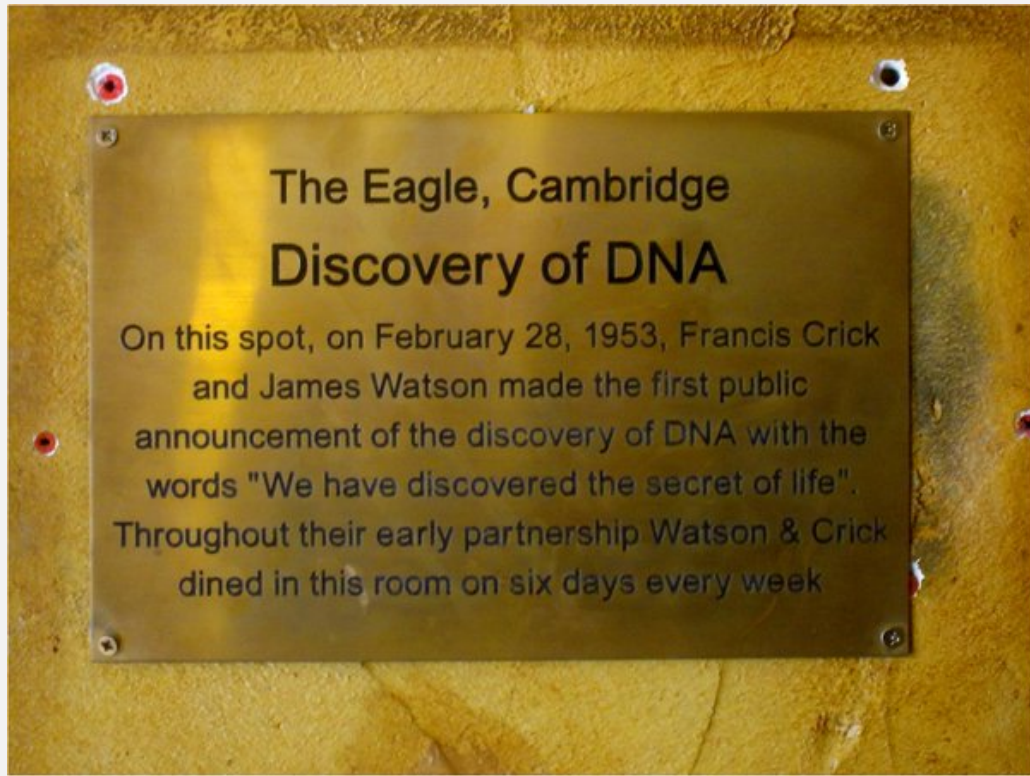 The Eagle, Cambridge
Discovery of DNA
On this spot, on February 28, 1953, Francis Crick
and James Watson made the first public
announcement of the discovery of DNA with the
words "We have discovered the secret of life".
Throughout their early partnership Watson & Crick
dined in this room on six days every week